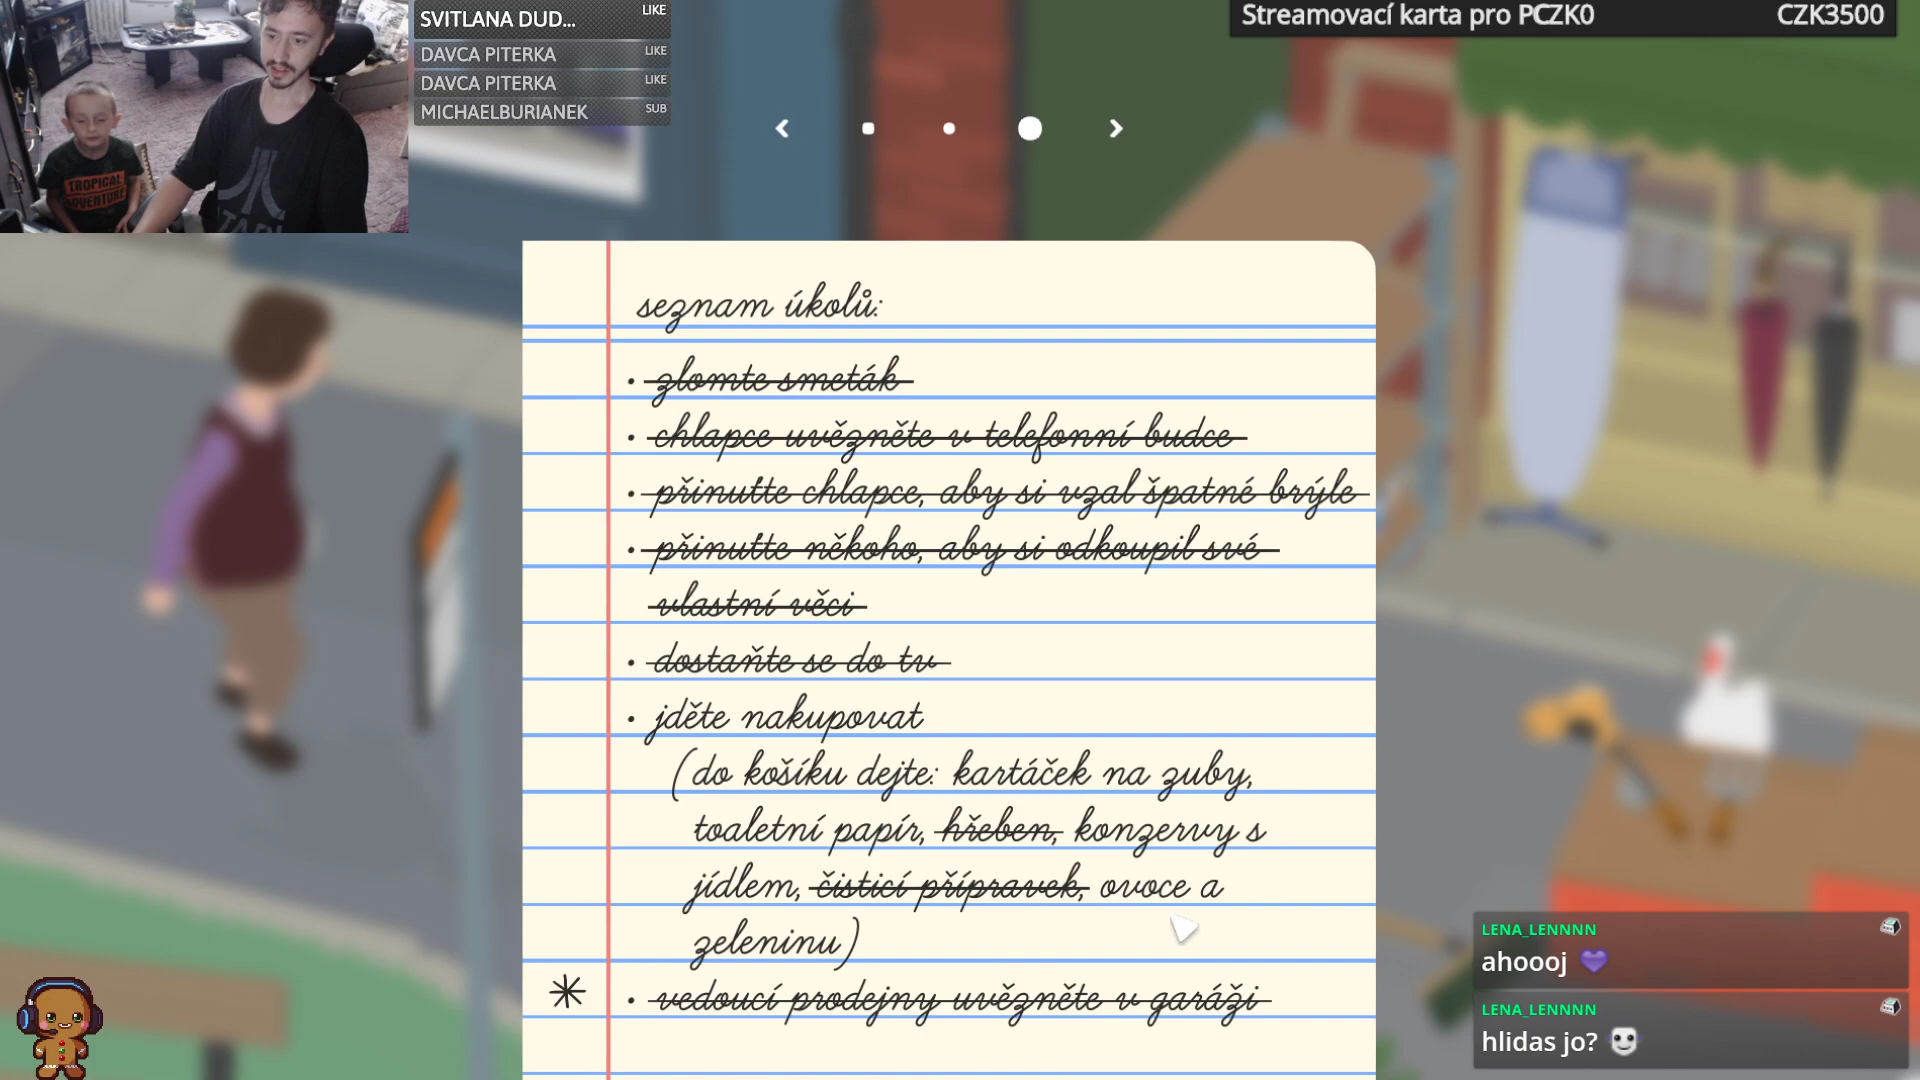 SVITLANA DUD... LIKE
DAVCA PITERKA LIKE
DAVCA PITERKA LIKE
MICHAELBURIANEK SUB
Streamovací karta pro PCZK0 CZK3500
TROPICAL
ADVENTURE
seznam úkolů:
• zlomte smeták
• chlapce uvězněte v telefonní budce
• přinuťte chlapce, aby si vzal špatné brýle
• přinuťte někoho, aby si odkoupil své
vlastní věci
• dostaňte se do tv
• jděte nakupovat
(do košíku dejte: kartáček na zuby,
toaletní papír, hřeben, konzervy s
jídlem, čisticí přípravek, ovoce a
zeleninu)
• vedoucí prodejny uvězněte v garáži
LENA_LENNNN
ahoooj
LENA_LENNNN
hlidas jo?